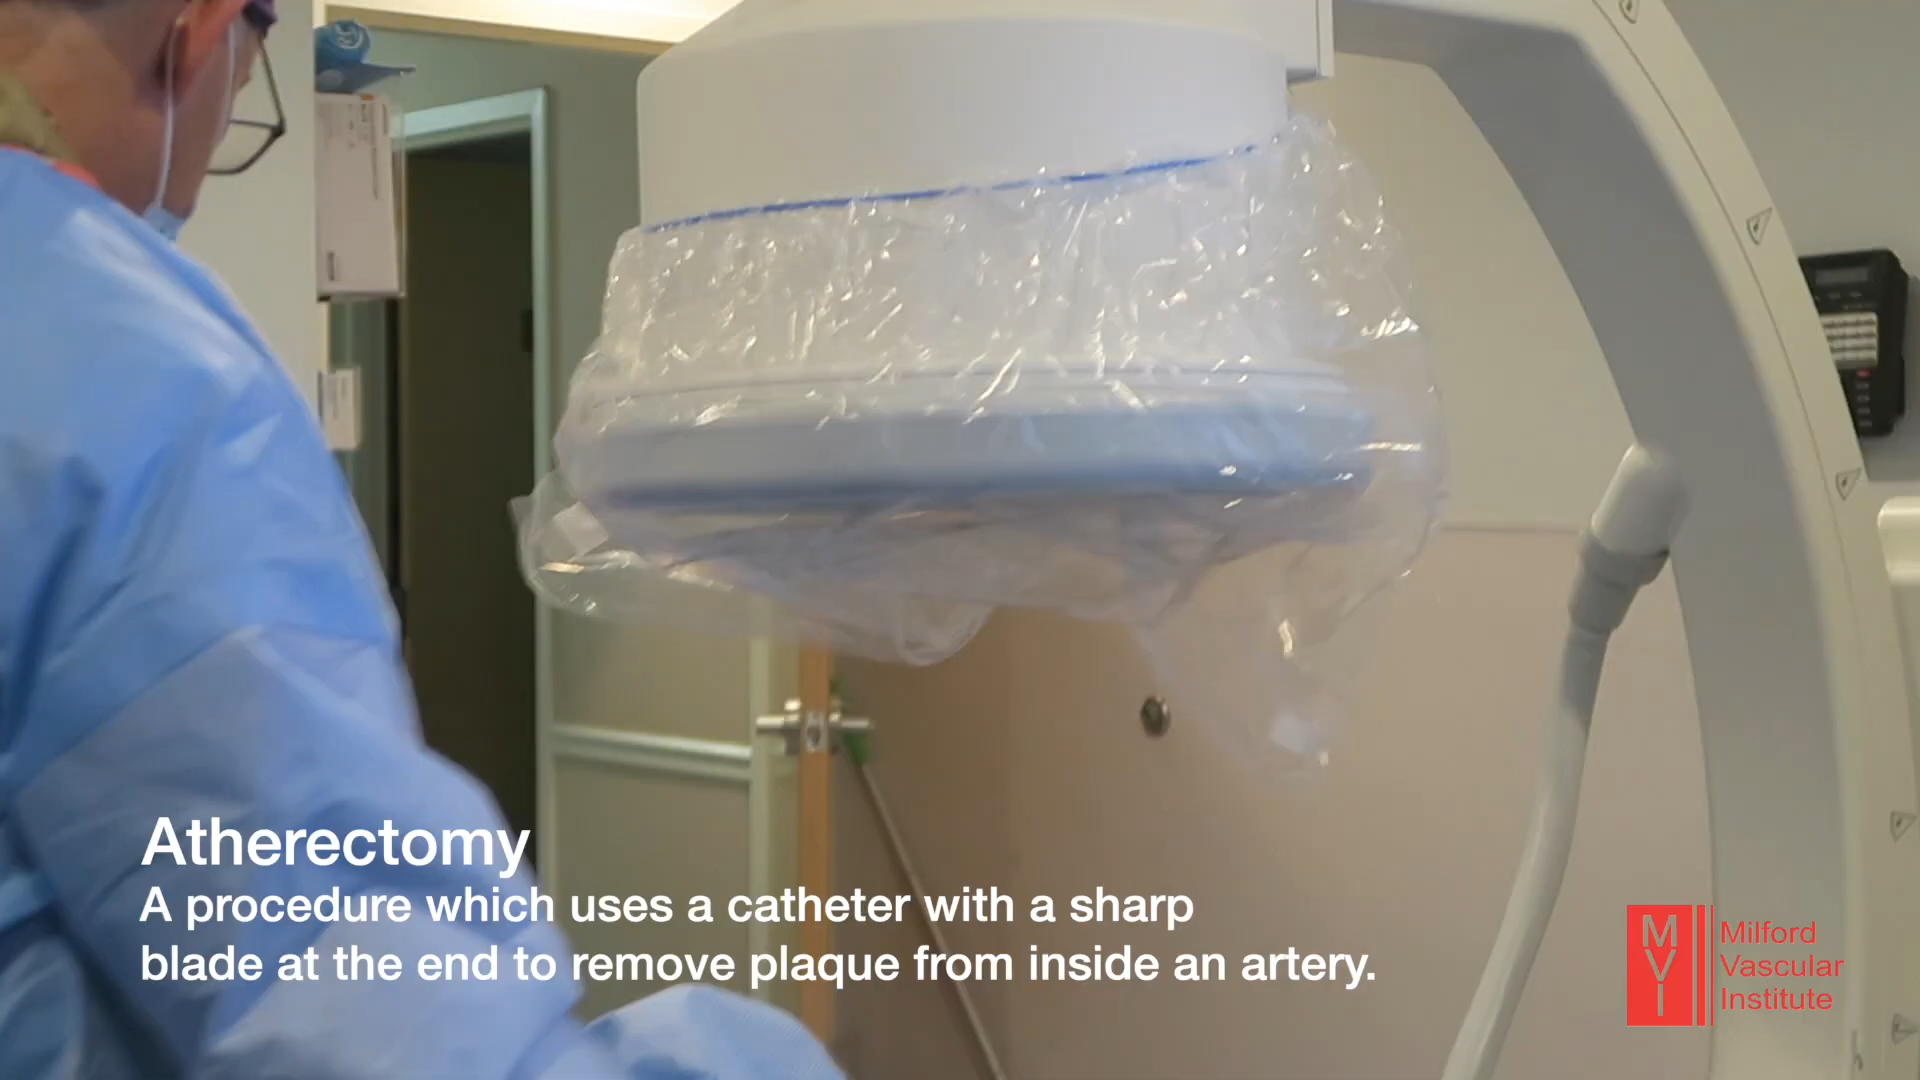 Atherectomy
A procedure which uses a catheter with a sharp
blade at the end to remove plaque from inside an artery.
MVI
Milford
Vascular
Institute